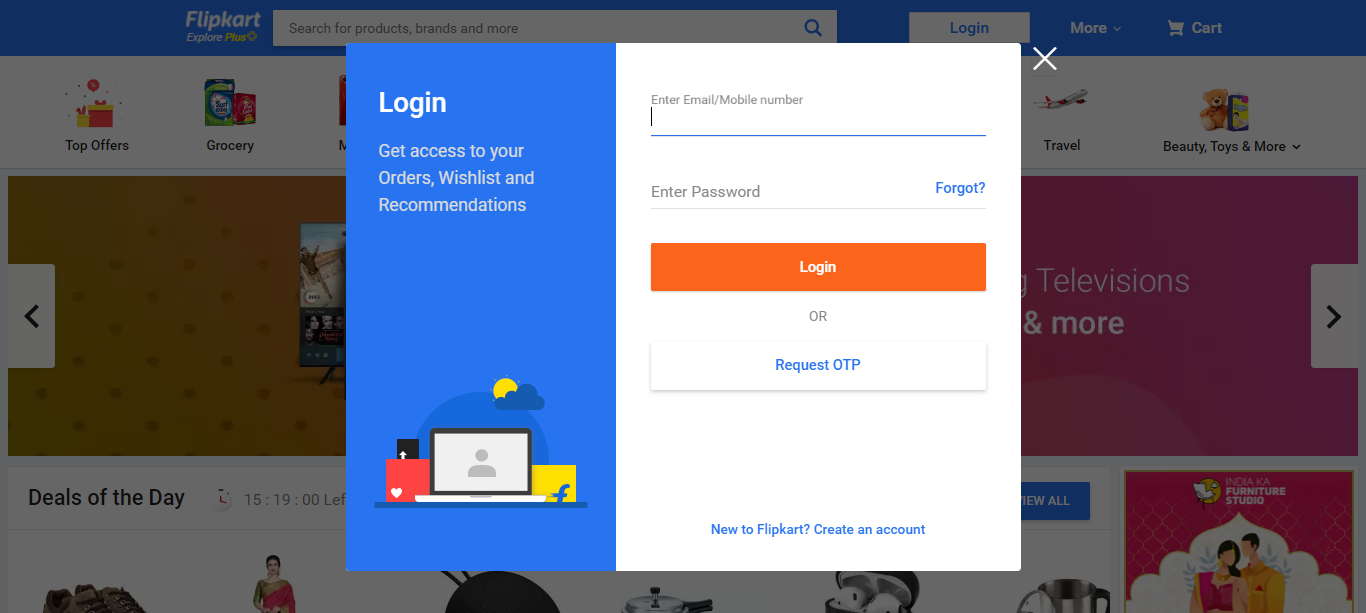 Flipkart
Explore Plus
Search for products, brands and more
Login
More
Cart
Top Offers
Grocery
M
Travel
Beauty, Toys & More
Login
Get access to your
Orders, Wishlist and
Recommendations
Enter Email/Mobile number
Enter Password
Forgot?
Login
OR
Request OTP
New to Flipkart? Create an account
g Televisions
& more
Deals of the Day
15 : 19 : 00 Lef
VIEW ALL
INDIA KA
FURNITURE
STUDIO